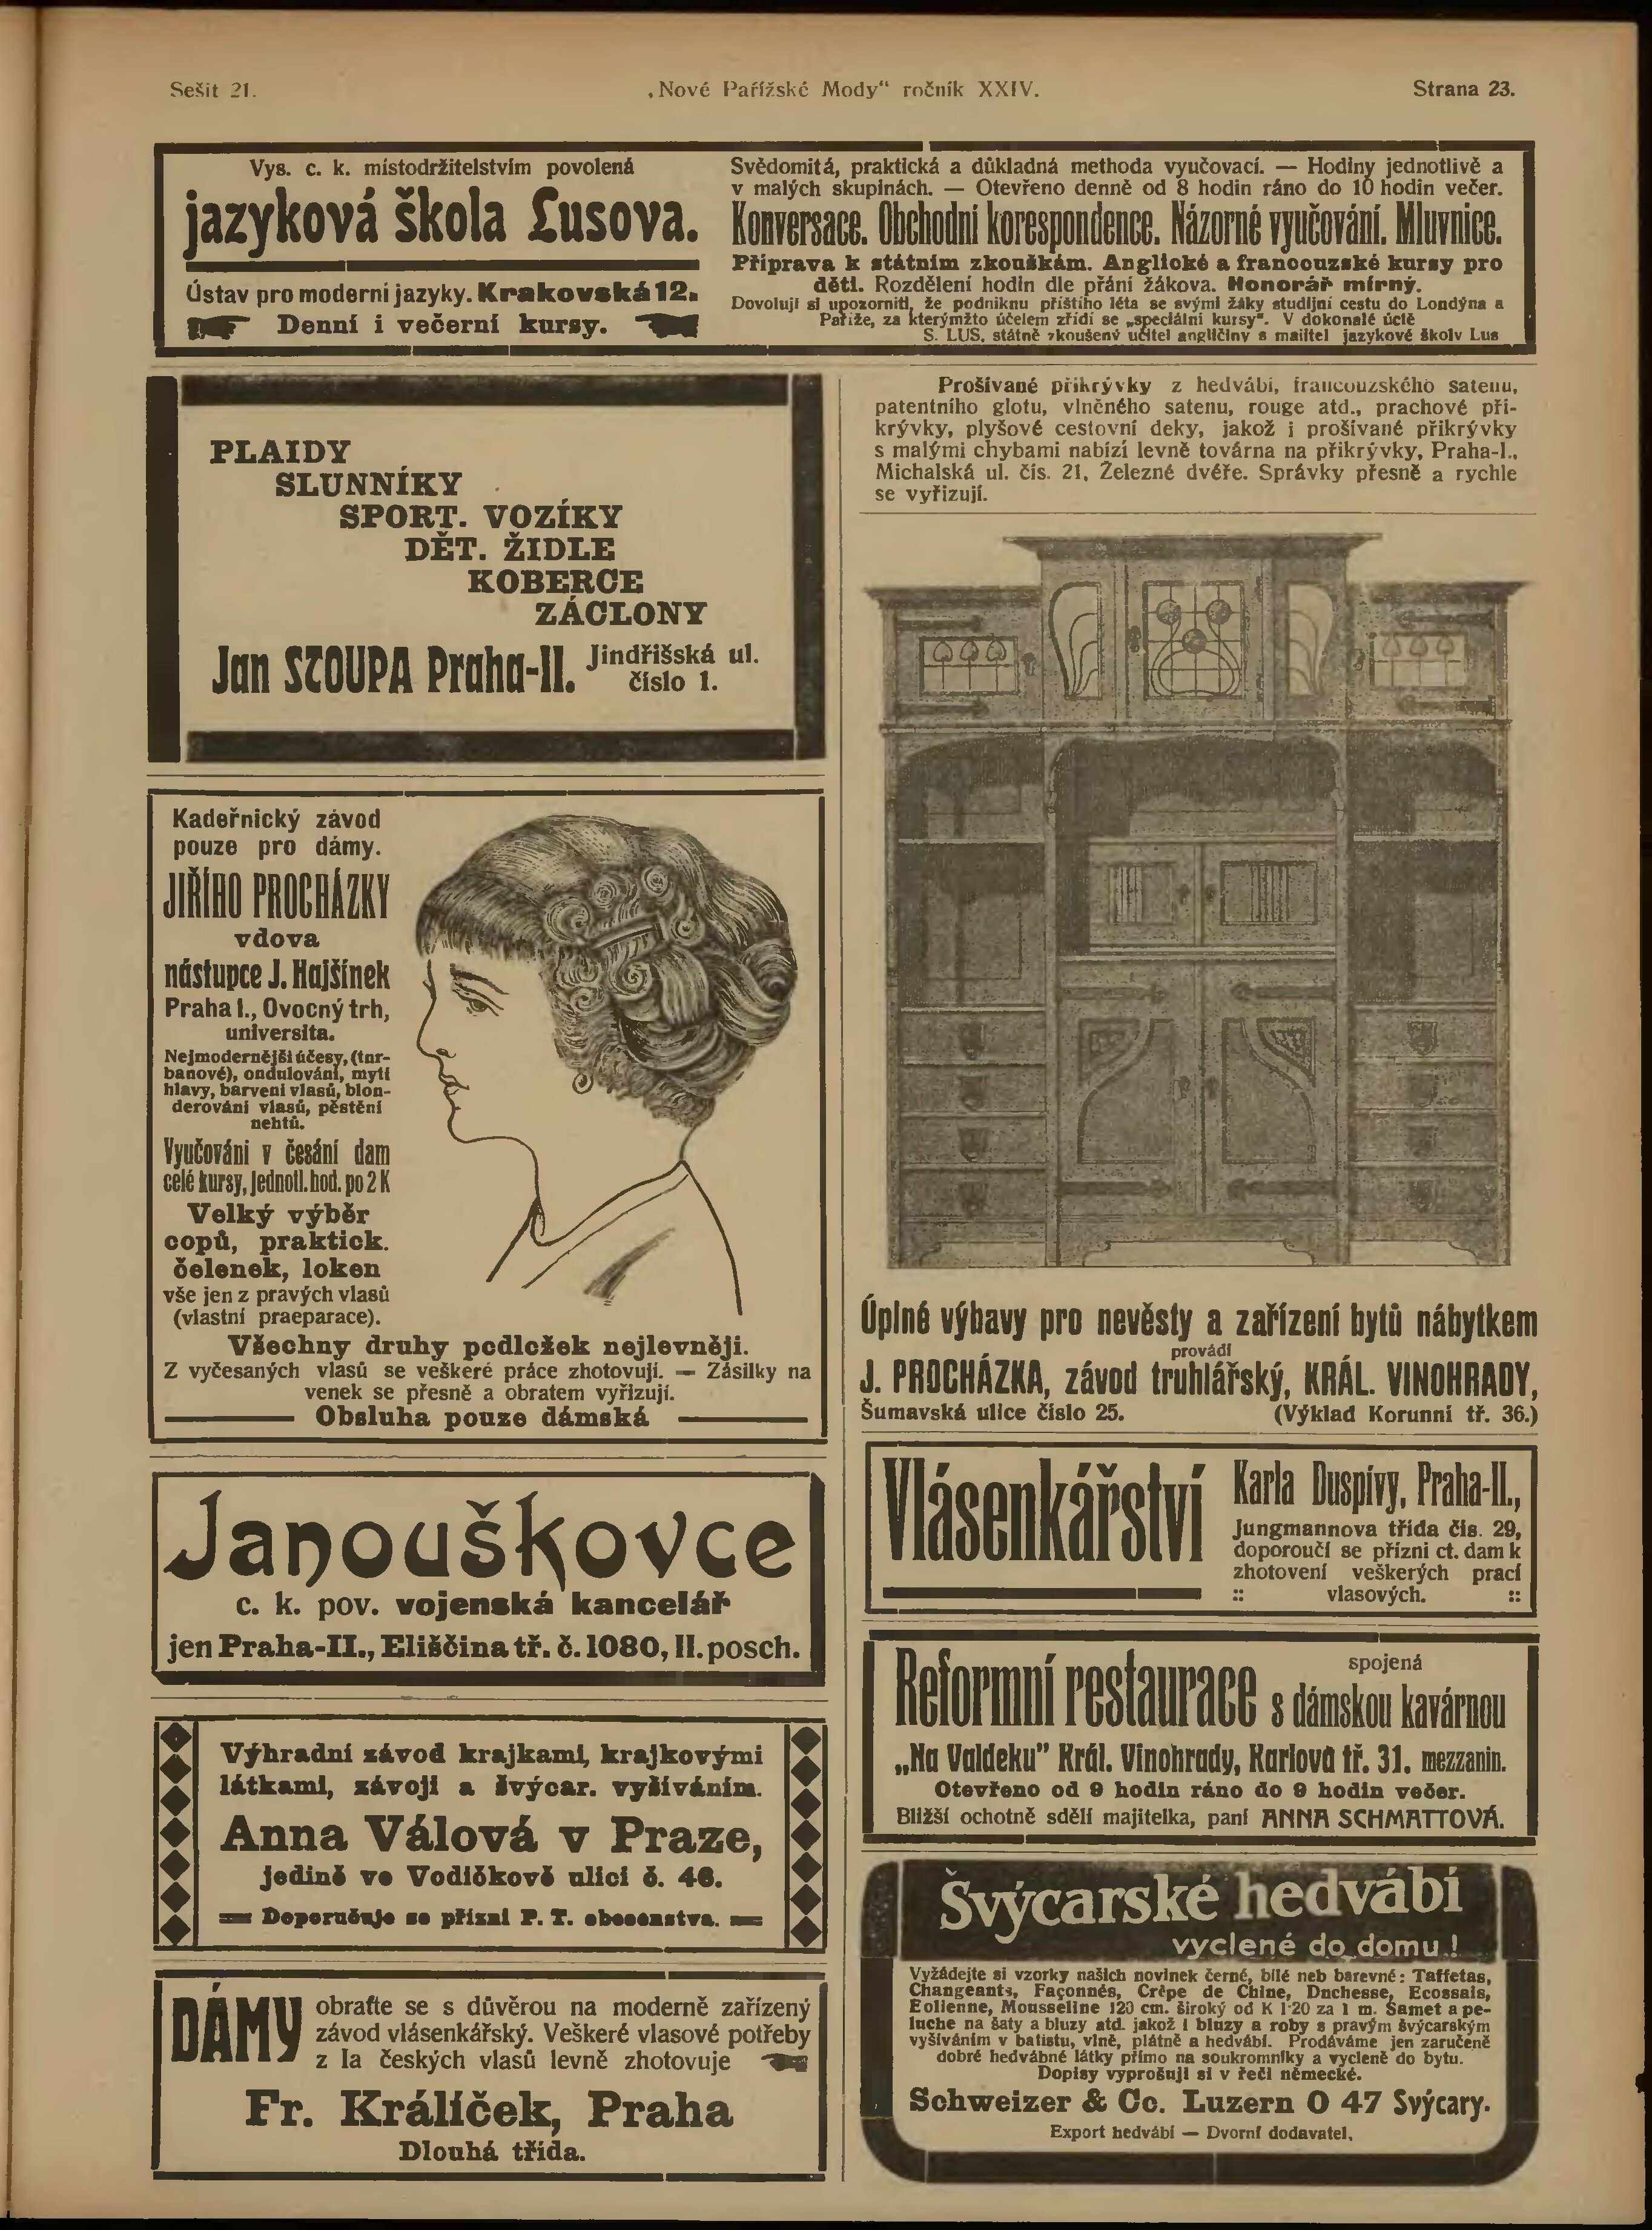 Sešit 21.
„Nové Pařížské Mody“ ročník XXIV.
Strana 23.
Vys. c. k. místodržitelstvím povolená
jazyková škola Lusova.
Ústav pro moderní jazyky. Krakovská 12.
Denní i večerní kursy.
Svědomitá, praktická a důkladná methoda vyučovací. — Hodiny jednotlivě a
v malých skupinách. — Otevřeno denně od 8 hodin ráno do 10 hodin večer.
Konversace. Obchodní korespondence. Názorné vyučování. Mluvnice.
Příprava k státním zkouškám. Anglické a francouzské kursy pro
děti. Rozdělení hodin dle přání žákova. Honorář mírný.
Dovoluji si upozorniti, že podniknu příštího léta se svými žáky studijní cestu do Londýna a
Paříže, za kterýmžto účelem zřídí se „speciální kursy“. V dokonalé úctě
S. LUS, státně zkoušený učitel angličiny a majitel jazykové školy Lus
PLAIDY
SLUNNÍKY
SPORT. VOZÍKY
DĚT. ŽIDLE
KOBERCE
ZÁCLONY
Jan STOUPA Praha-II. Jindřišská ul.
číslo 1.
Kadeřnický závod
pouze pro dámy.
JIŘÍHO PROCHÁZKY
vdova
nástupce J. Hajšínek
Praha I., Ovocný trh,
universita.
Nejmodernější účesy, (tur-
banové), ondulování, mytí
hlavy, barvení vlasů, blon-
derování vlasů, pěstění
nehtů.
Vyučování v česání dam
celé kursy, jednotl. hod. po 2 K
Velký výběr
copů, praktick.
čelenek, loken
vše jen z pravých vlasů
(vlastní praeparace).
Všechny druhy podložek nejlevněji.
Z vyčesaných vlasů se veškeré práce zhotovují. — Zásilky na
venek se přesně a obratem vyřizují.
Obsluha pouze dámská
Janouškovce
c. k. pov. vojenská kancelář
jen Praha-II., Eliščina tř. č. 1080, II. posch.
Výhradní závod krajkami, krajkovými
látkami, závoji a švýcar. vyšíváním.
Anna Válová v Praze,
jedině ve Vodičkově ulici č. 46.
Doporučuje se přízni P. T. obecenstva.
DÁMY obraťte se s důvěrou na moderně zařízený
závod vlásenkářský. Veškeré vlasové potřeby
z Ia českých vlasů levně zhotovuje
Fr. Králíček, Praha
Dlouhá třída.
Prošívané přikrývky z hedvábí, francouzského satenu,
patentního glotu, vlněného satenu, rouge atd., prachové při-
krývky, plyšové cestovní deky, jakož i prošívané přikrývky
s malými chybami nabízí levně továrna na přikrývky, Praha-I.,
Michalská ul. čís. 21, Železné dvéře. Správky přesně a rychle
se vyřizují.
Úplné výbavy pro nevěsty a zařízení bytů nábytkem
provádí
J. PROCHÁZKA, závod truhlářský, KRÁL. VINOHRADY,
Šumavská ulice číslo 25. (Výklad Korunní tř. 36.)
Vlásenkářství
Karla Duspívy, Praha-II.,
Jungmannova třída čís. 29,
doporoučí se přízni ct. dam k
zhotovení veškerých prací
:: vlasových. ::
Reformní restaurace spojená
s dámskou kavárnou
„Na Valdeku” Král. Vinohrady, Karlova tř. 31. mezzanin.
Otevřeno od 9 hodin ráno do 9 hodin večer.
Bližší ochotně sdělí majitelka, paní ANNA SCHMATTOVÁ.
Švýcarské hedvábí
vyclené do domu!
Vyžádejte si vzorky našich novinek černé, bílé neb barevné: Taffetas,
Changeants, Façonnés, Crêpe de Chine, Duchesse, Ecossais,
Eolienne, Mousseline 120 cm. široký od K 1·20 za 1 m. Samet a pe-
luche na šaty a bluzy atd. jakož i bluzy a roby s pravým švýcarským
vyšíváním v batistu, vlně, plátně a hedvábí. Prodáváme jen zaručeně
dobré hedvábné látky přímo na soukromníky a vycleně do bytu.
Dopisy vyprošuji si v řeči německé.
Schweizer & Co. Luzern O 47 Svýcary.
Export hedvábí — Dvorní dodavatel.